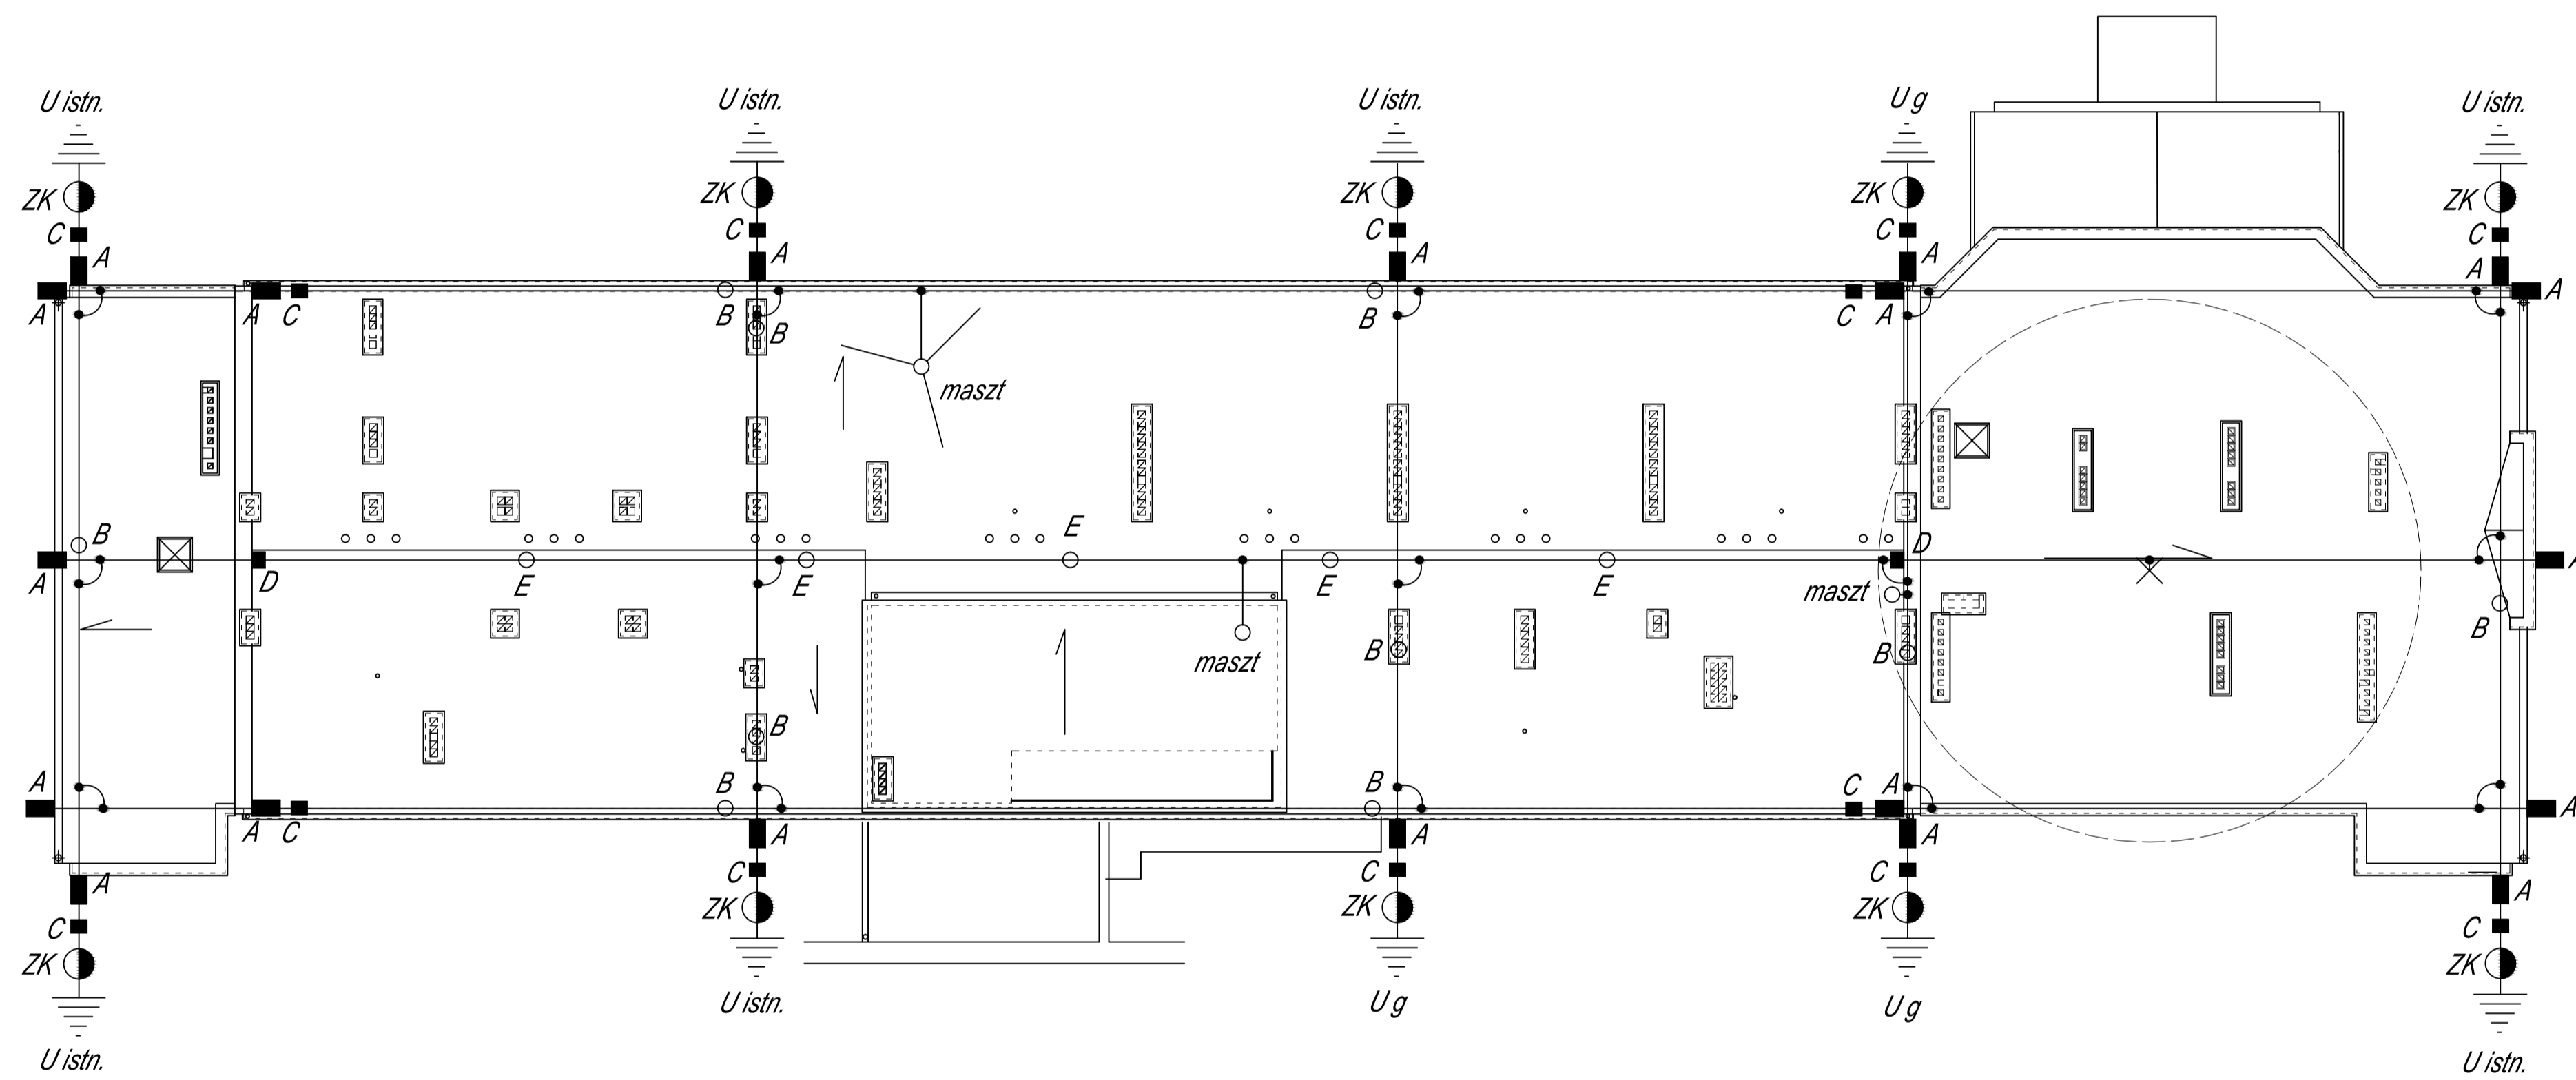 U istn. U istn. U istn. U g U istn.
ZK ZK ZK ZK ZK
C C C C C
A A A A A
A A C B B B C A A
maszt
B E D
A D E E E E maszt A
maszt B B B
B
A B B C A A
A C A A A
A C C C A
ZK ZK ZK C
ZK ZK
U istn. U g U g
U istn. U istn.